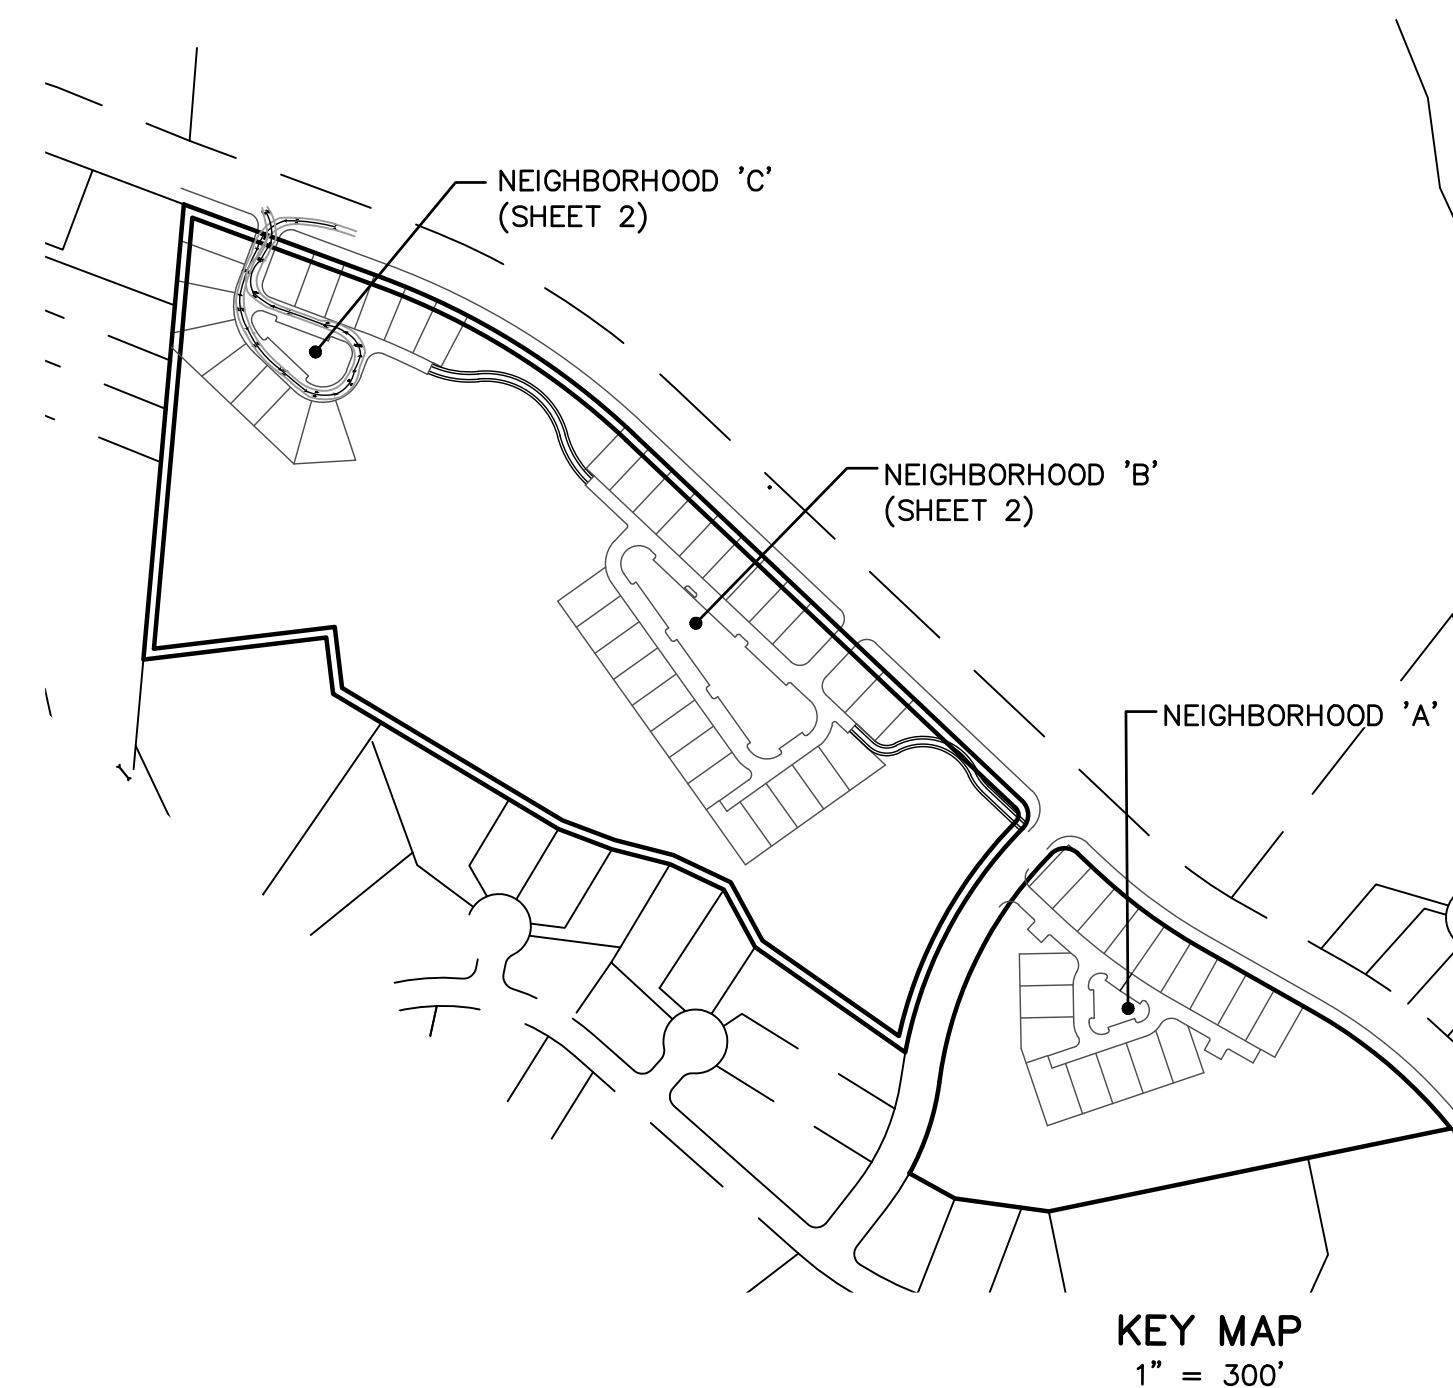 NEIGHBORHOOD 'C'
(SHEET 2)
NEIGHBORHOOD 'B'
(SHEET 2)
NEIGHBORHOOD 'A'
KEY MAP
1" = 300'